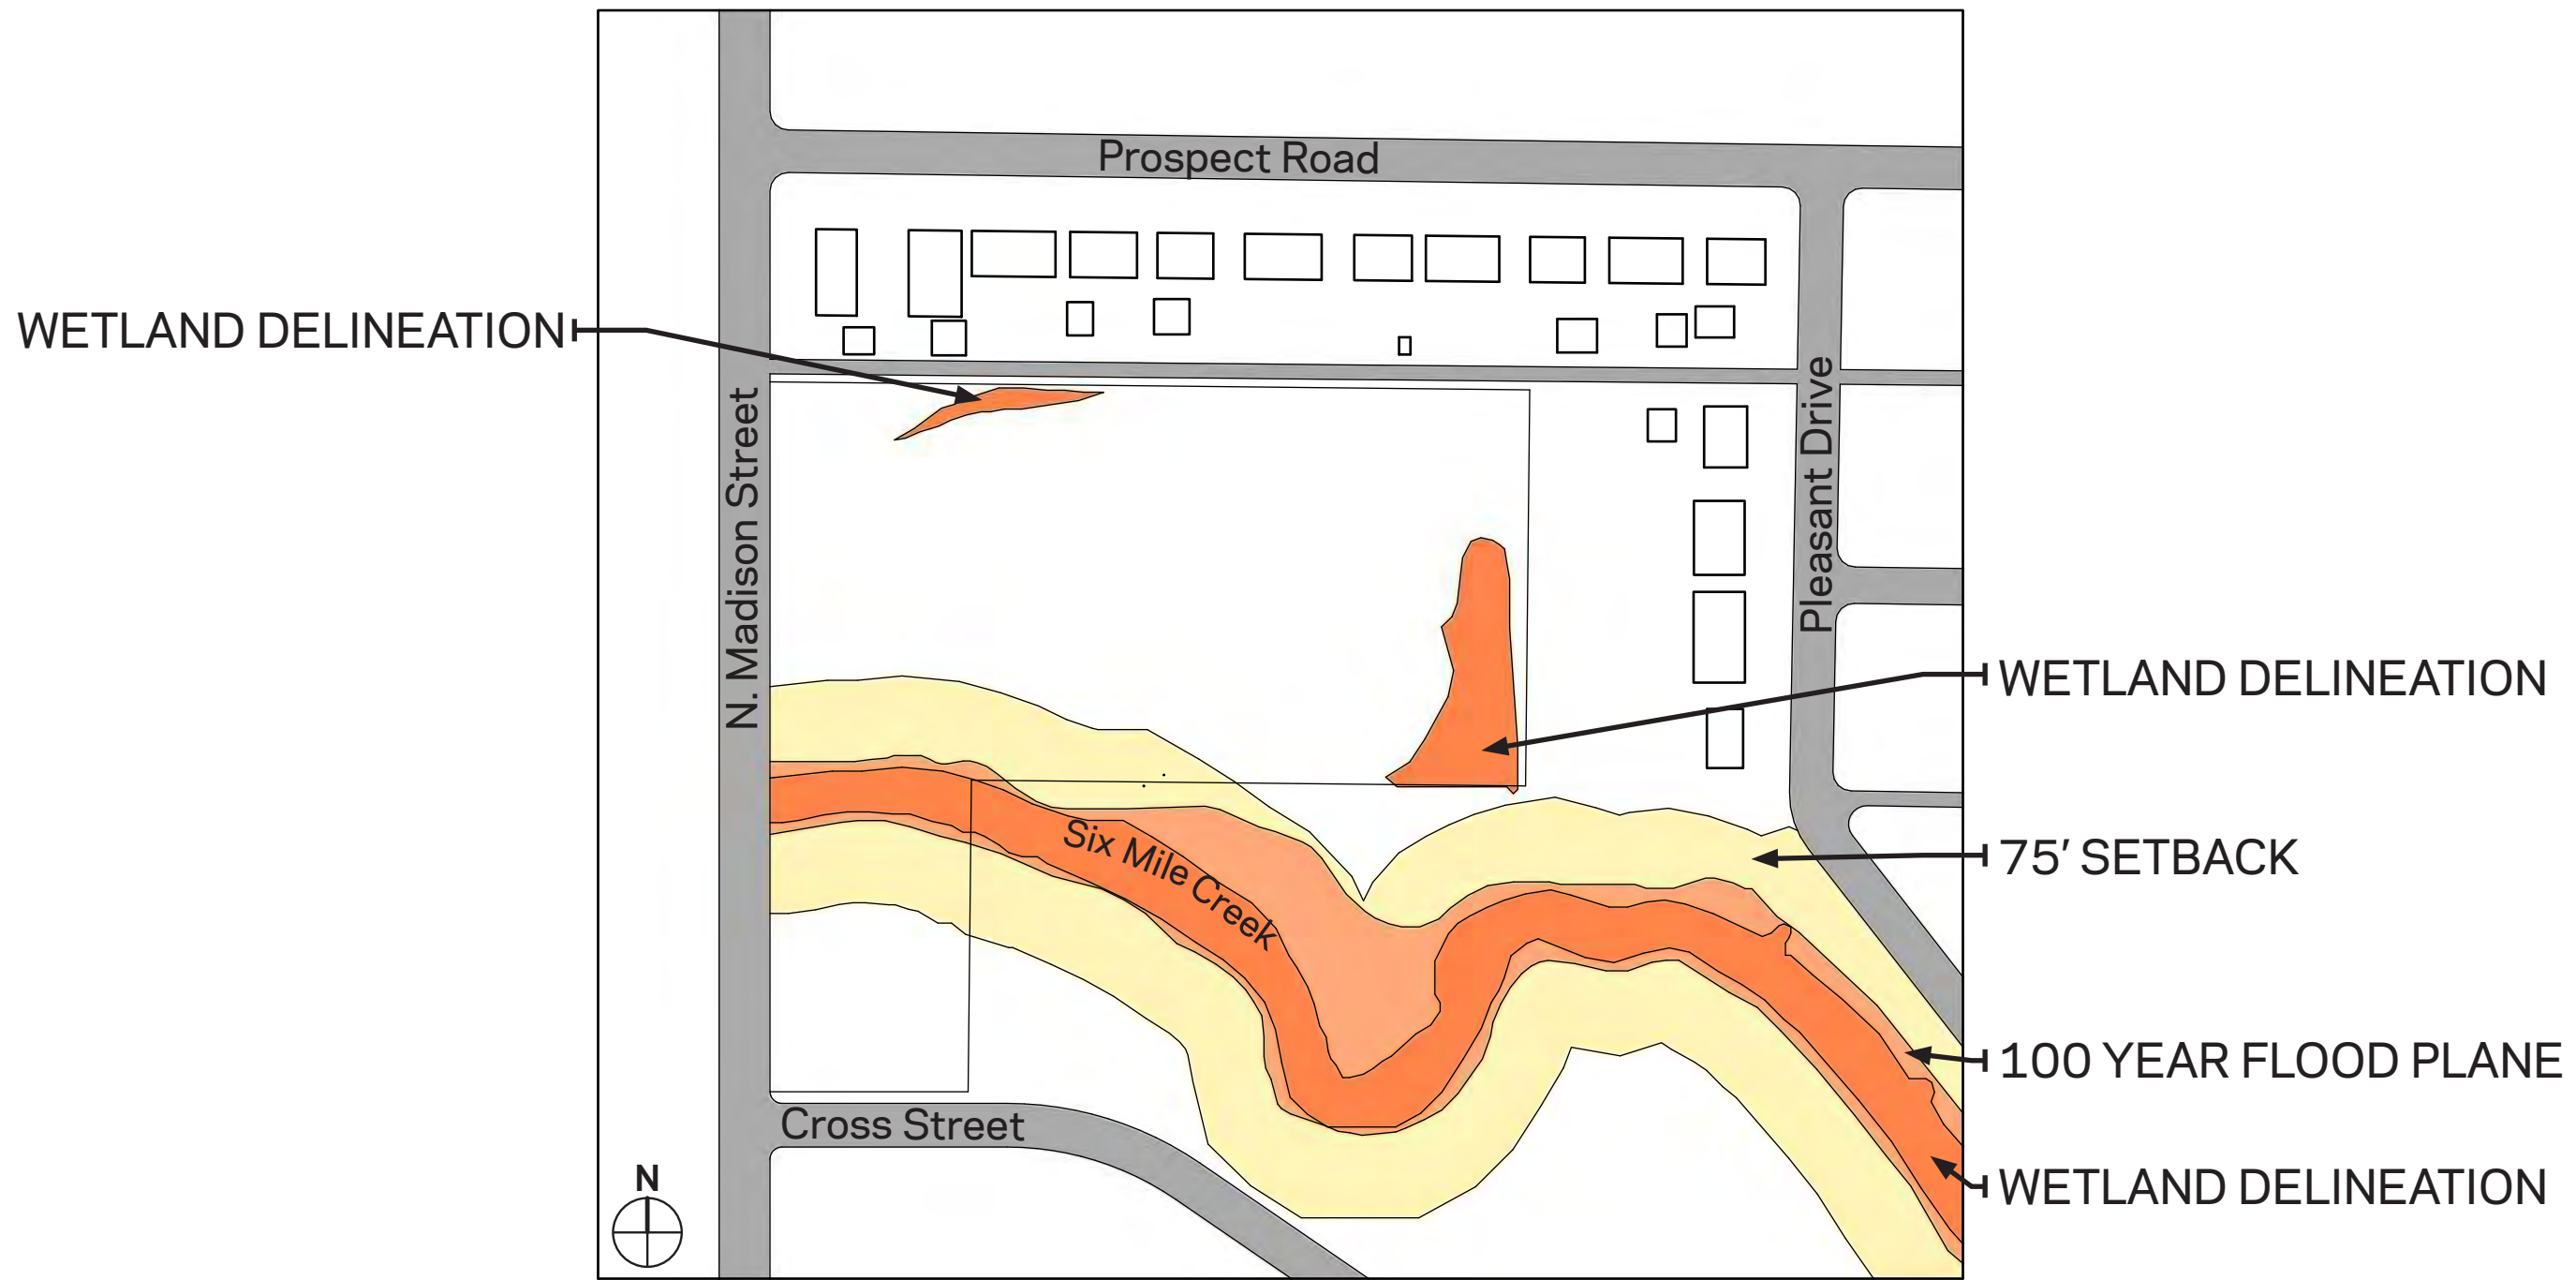 Prospect Road
WETLAND DELINEATION
N. Madison Street
Pleasant Drive
WETLAND DELINEATION
Six Mile Creek
75' SETBACK
100 YEAR FLOOD PLANE
Cross Street
N
WETLAND DELINEATION